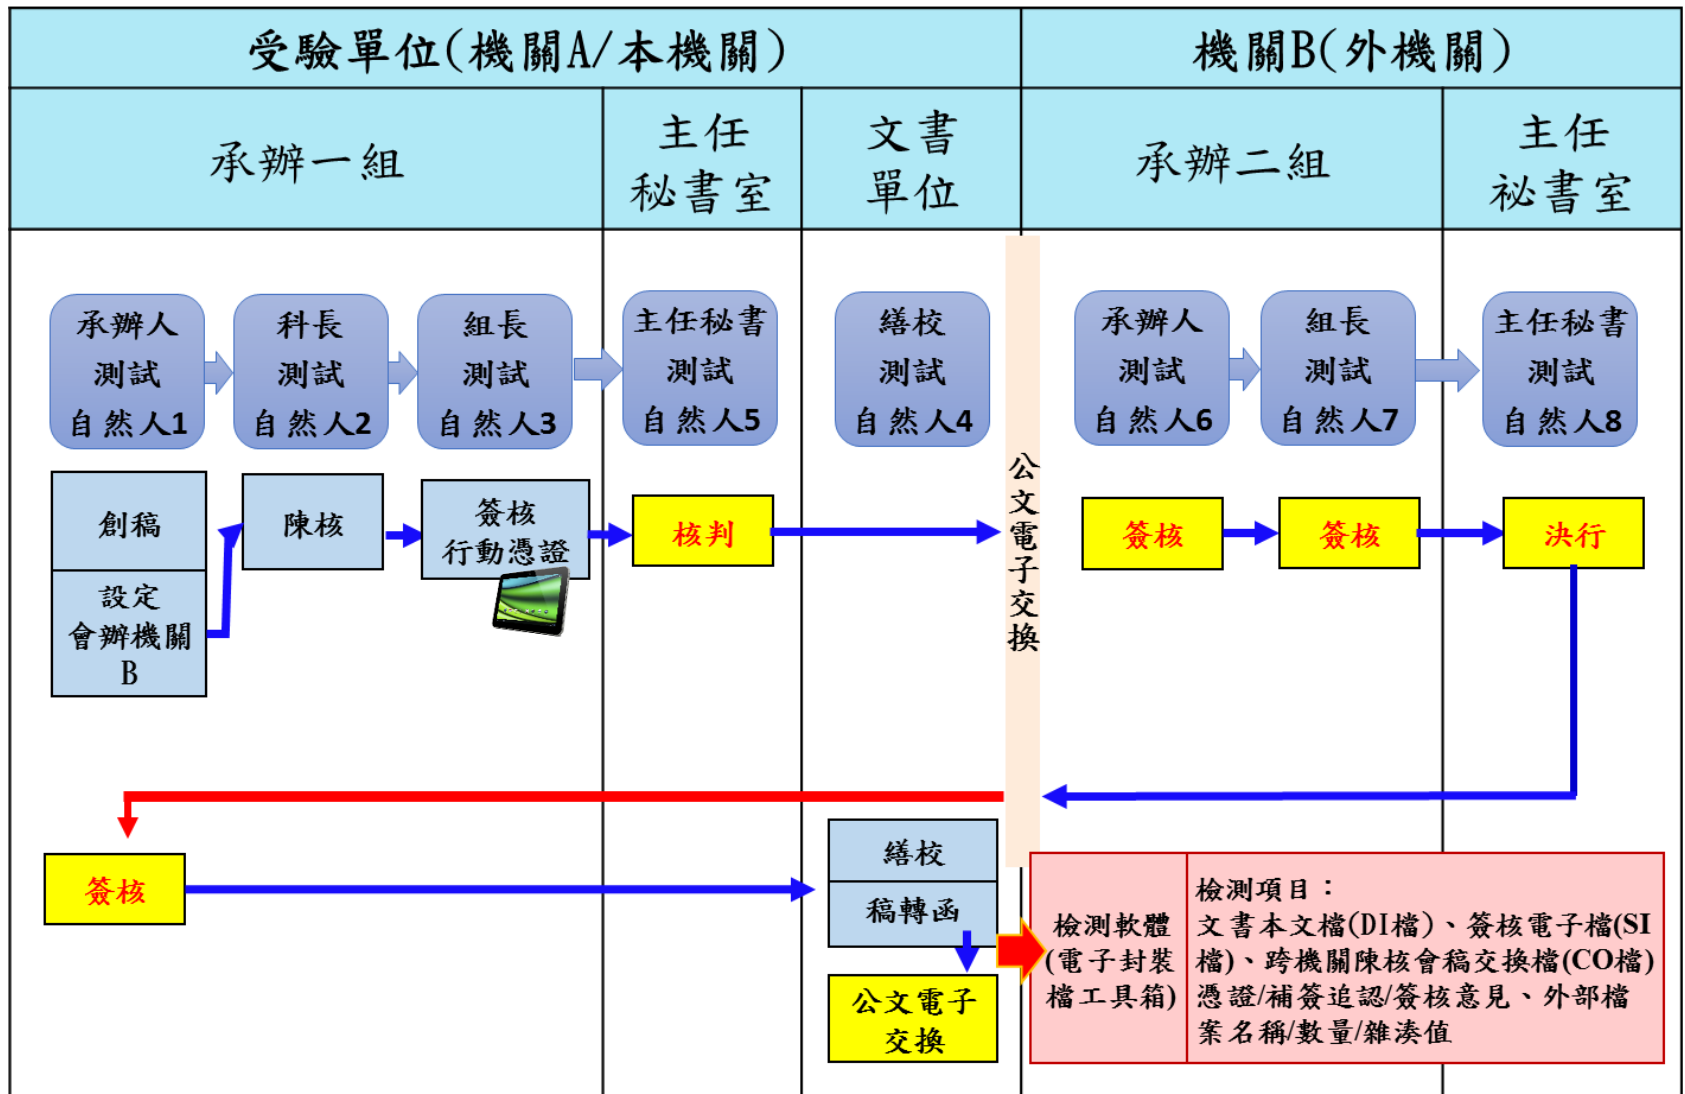 受驗單位(機關A/本機關)
機關B(外機關)
承辦一組
主任
秘書室
文書
單位
承辦二組
主任
祕書室
承辦人
測試
自然人1
科長
測試
自然人2
組長
測試
自然人3
主任秘書
測試
自然人5
繕校
測試
自然人4
承辦人
測試
自然人6
組長
測試
自然人7
主任秘書
測試
自然人8
公文電子交換
創稿
設定
會辦機關
B
陳核
簽核
行動憑證
核判
簽核
簽核
決行
簽核
繕校
稿轉函
公文電子
交換
檢測軟體
(電子封裝
檔工具箱)
檢測項目：
文書本文檔(DI檔)、簽核電子檔(SI
檔)、跨機關陳核會稿交換檔(CO檔)
憑證/補簽追認/簽核意見、外部檔
案名稱/數量/雜湊值